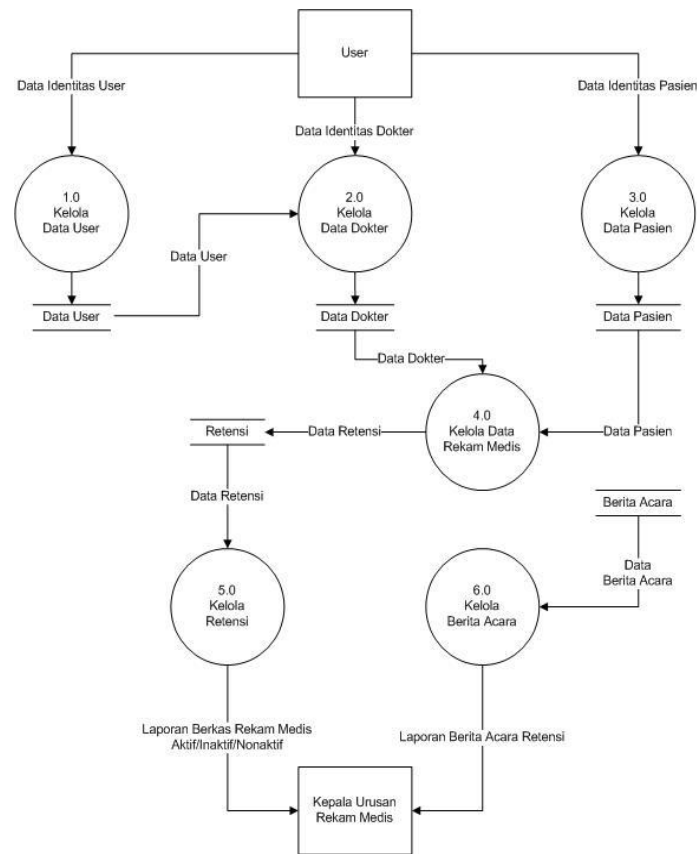 User
Data Identitas User
Data Identitas Pasien
Data Identitas Dokter
1.0
Kelola
Data User
2.0
Kelola
Data Dokter
3.0
Kelola
Data Pasien
Data User
Data User
Data Dokter
Data Pasien
Data Dokter
4.0
Kelola Data
Rekam Medis
Retensi
Data Retensi
Data Pasien
Data Retensi
Berita Acara
Data
Berita Acara
5.0
Kelola
Retensi
6.0
Kelola
Berita Acara
Laporan Berkas Rekam Medis
Aktif/Inaktif/Nonaktif
Laporan Berita Acara Retensi
Kepala Urusan
Rekam Medis